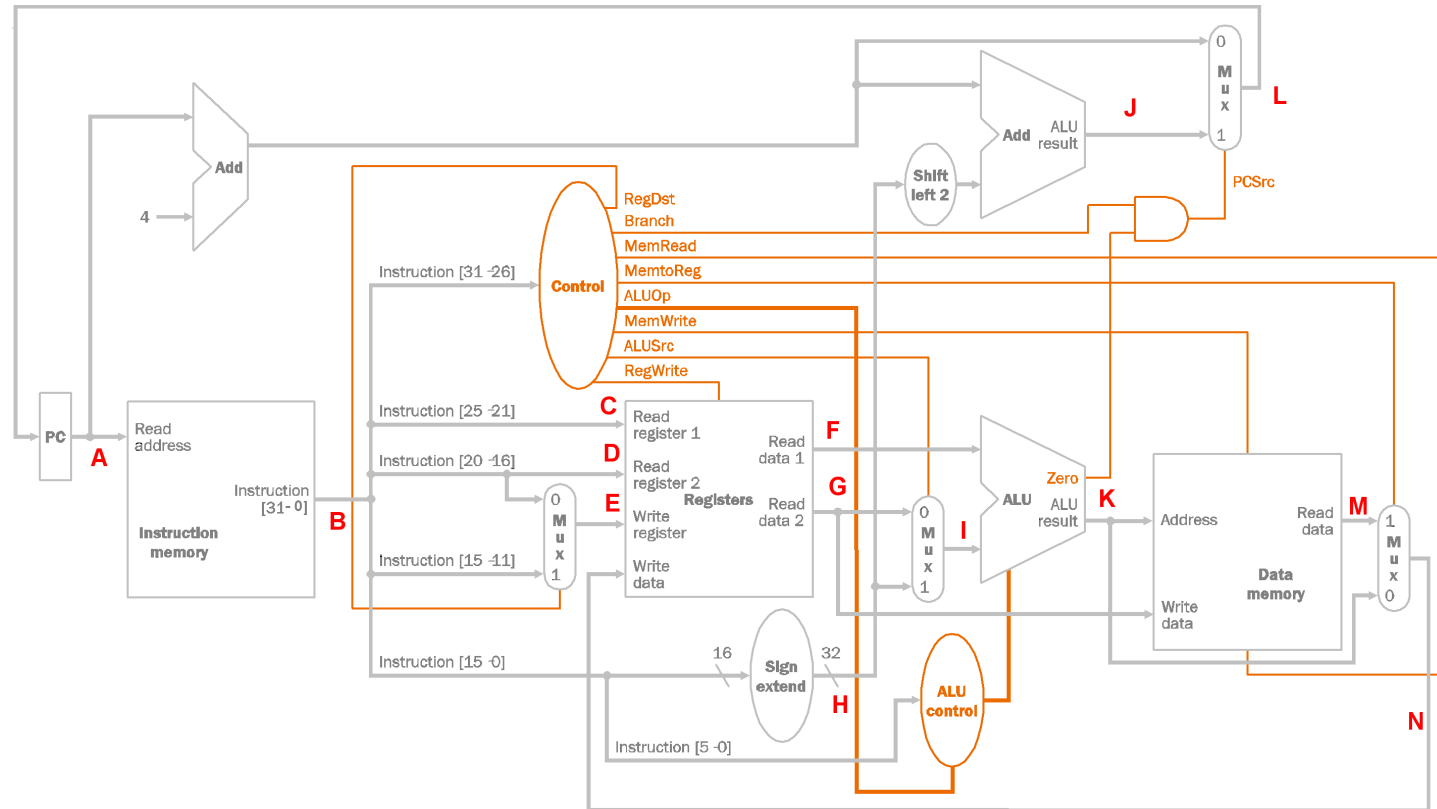 0
M
u
x
1
L
J
Add
ALU
result
Add
4
Shift
left 2
PCSrc
RegDst
Branch
MemRead
MemtoReg
ALUOp
MemWrite
ALUSrc
RegWrite
Control
Instruction [31-26]
PC
A
Read
address
Instruction
[31-0]
Instruction
memory
B
Instruction [25-21]
C
Instruction [20-16]
D
E
0
M
u
x
1
Instruction [15-11]
Read
register 1
Read
register 2
Write
register
Write
data
Registers
Read
data 1
Read
data 2
F
G
0
M
u
x
1
I
Zero
ALU
ALU
result
K
Address
Read
data
Data
memory
Write
data
M
1
M
u
x
0
N
Instruction [15-0]
16
Sign
extend
32
H
ALU
control
Instruction [5-0]